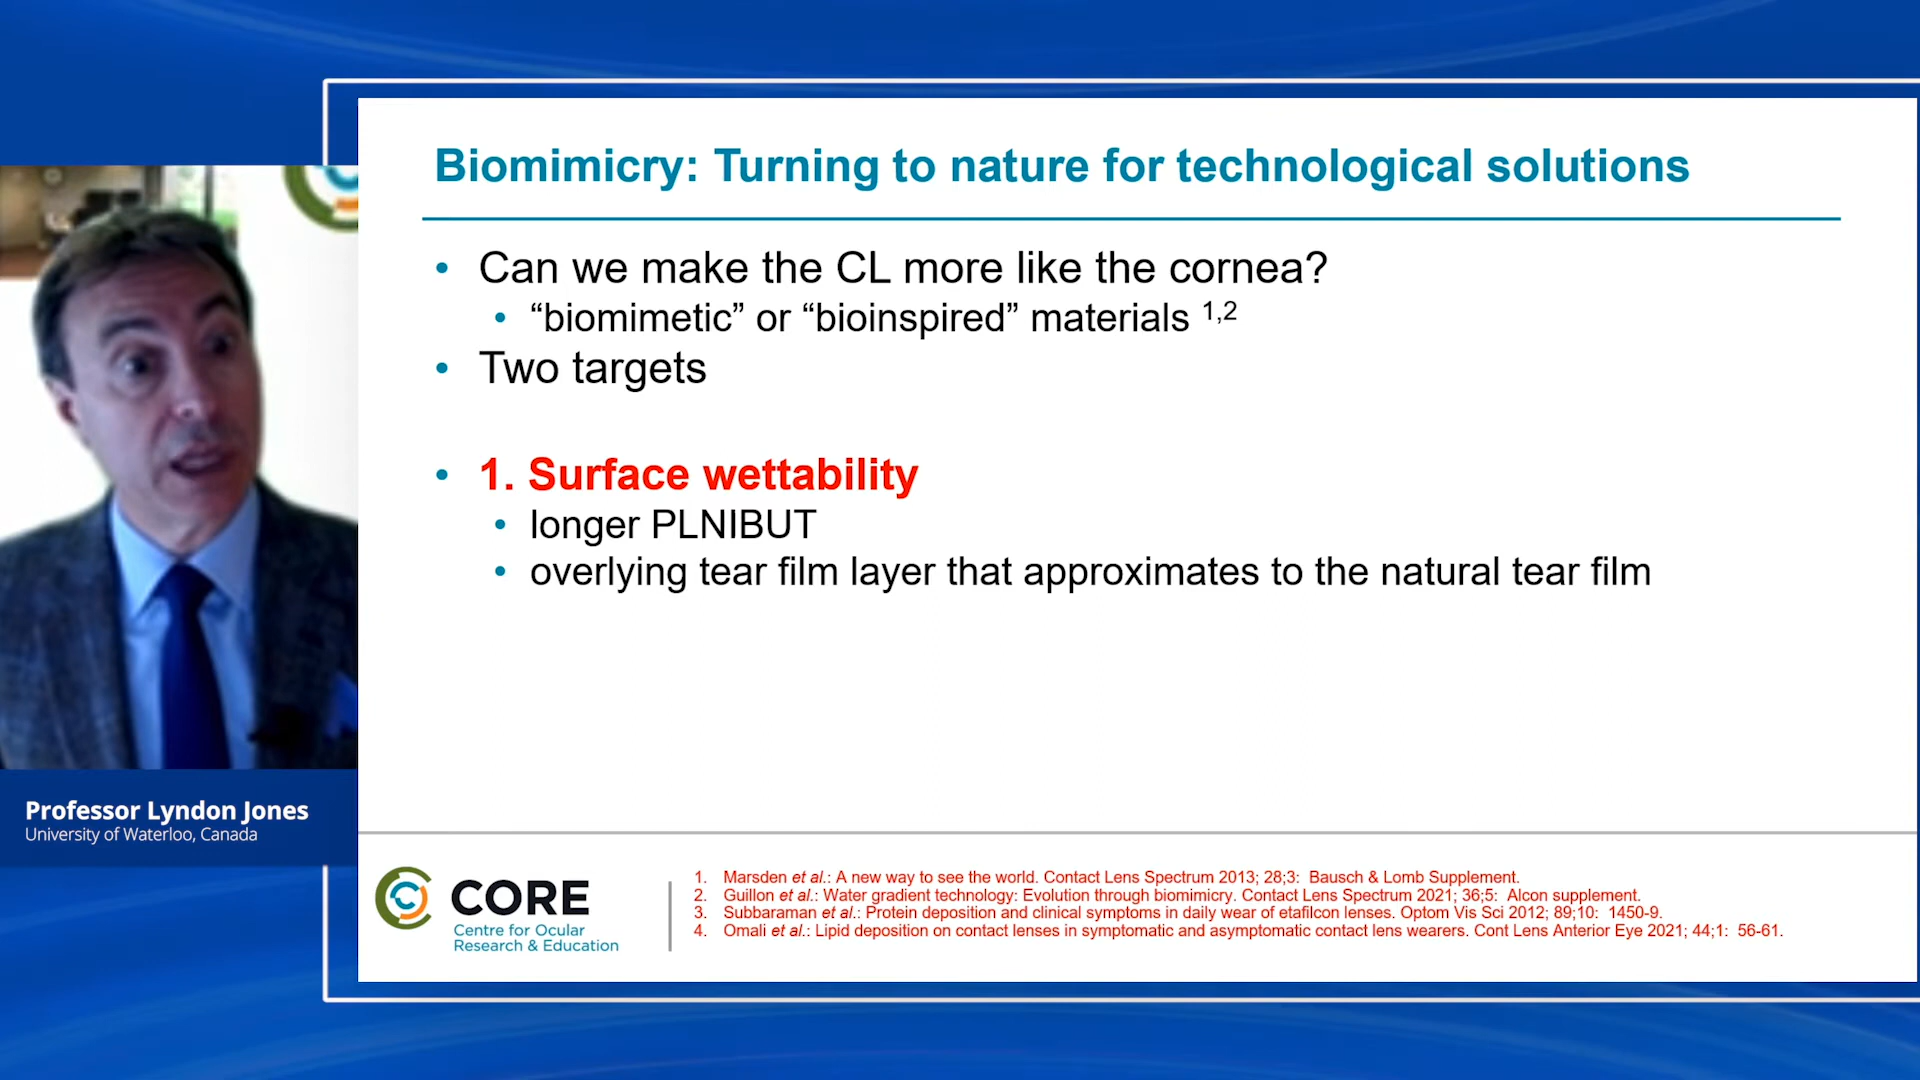 Biomimicry: Turning to nature for technological solutions
• Can we make the CL more like the cornea?
• “biomimetic” or “bioinspired” materials 1,2
• Two targets
• 1. Surface wettability
• longer PLNIBUT
• overlying tear film layer that approximates to the natural tear film
Professor Lyndon Jones
University of Waterloo, Canada
CORE
Centre for Ocular
Research & Education
1. Marsden et al.: A new way to see the world. Contact Lens Spectrum 2013; 28;3: Bausch & Lomb Supplement.
2. Guillon et al.: Water gradient technology: Evolution through biomimicry. Contact Lens Spectrum 2021; 36;5: Alcon supplement.
3. Subbaraman et al.: Protein deposition and clinical symptoms in daily wear of etafilcon lenses. Optom Vis Sci 2012; 89;10: 1450-9.
4. Omali et al.: Lipid deposition on contact lenses in symptomatic and asymptomatic contact lens wearers. Cont Lens Anterior Eye 2021; 44;1: 56-61.